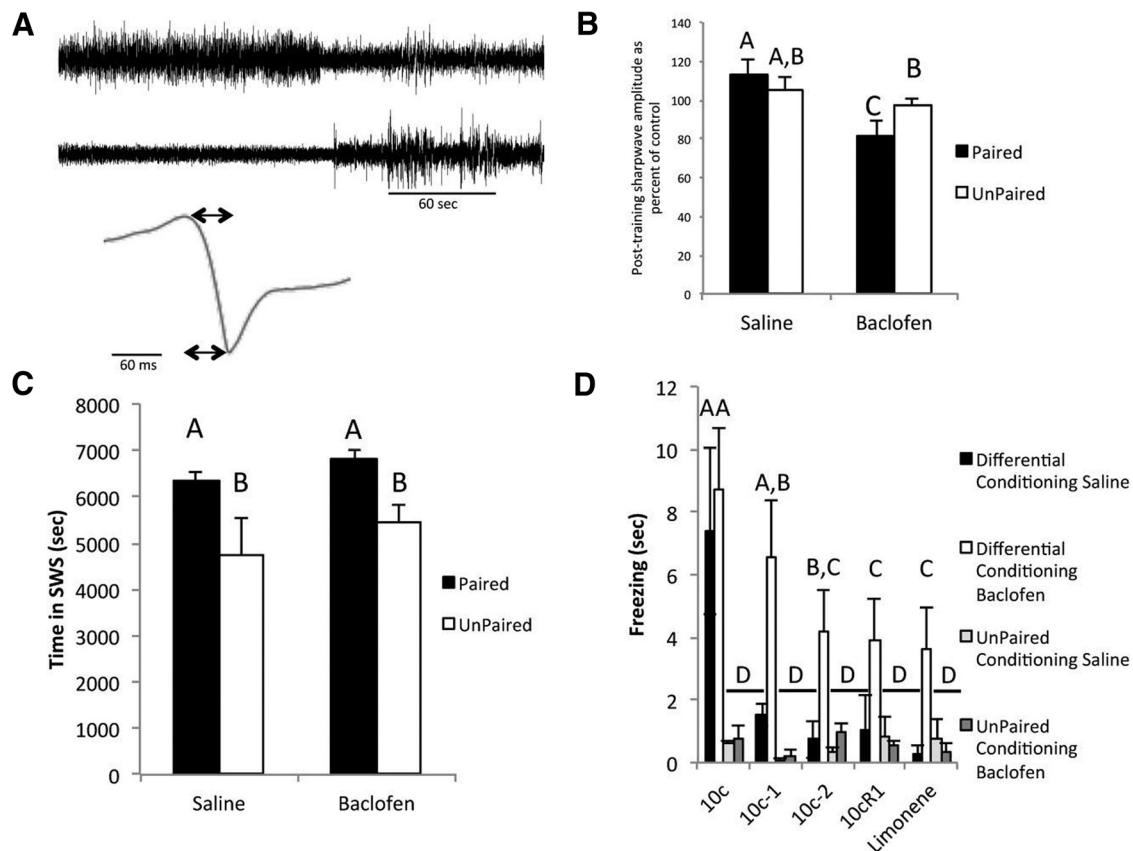 A
60 sec
60 ms
B
Post-training sharpwave amplitude as
percent of control
140
120
100
80
60
40
20
0
A
A,B
C
B
Saline
Baclofen
Paired
UnPaired
C
Time in SWS (sec)
8000
7000
6000
5000
4000
3000
2000
1000
0
A
B
A
B
Saline
Baclofen
Paired
UnPaired
D
Freezing (sec)
12
10
8
6
4
2
0
AA
A,B
B,C
C
C
D
D
D
D
D
10c
10c-1
10c-2
10cR1
Limonene
Differential
Conditioning Saline
Differential
Conditioning
Baclofen
UnPaired
Conditioning Saline
UnPaired
Conditioning
Baclofen